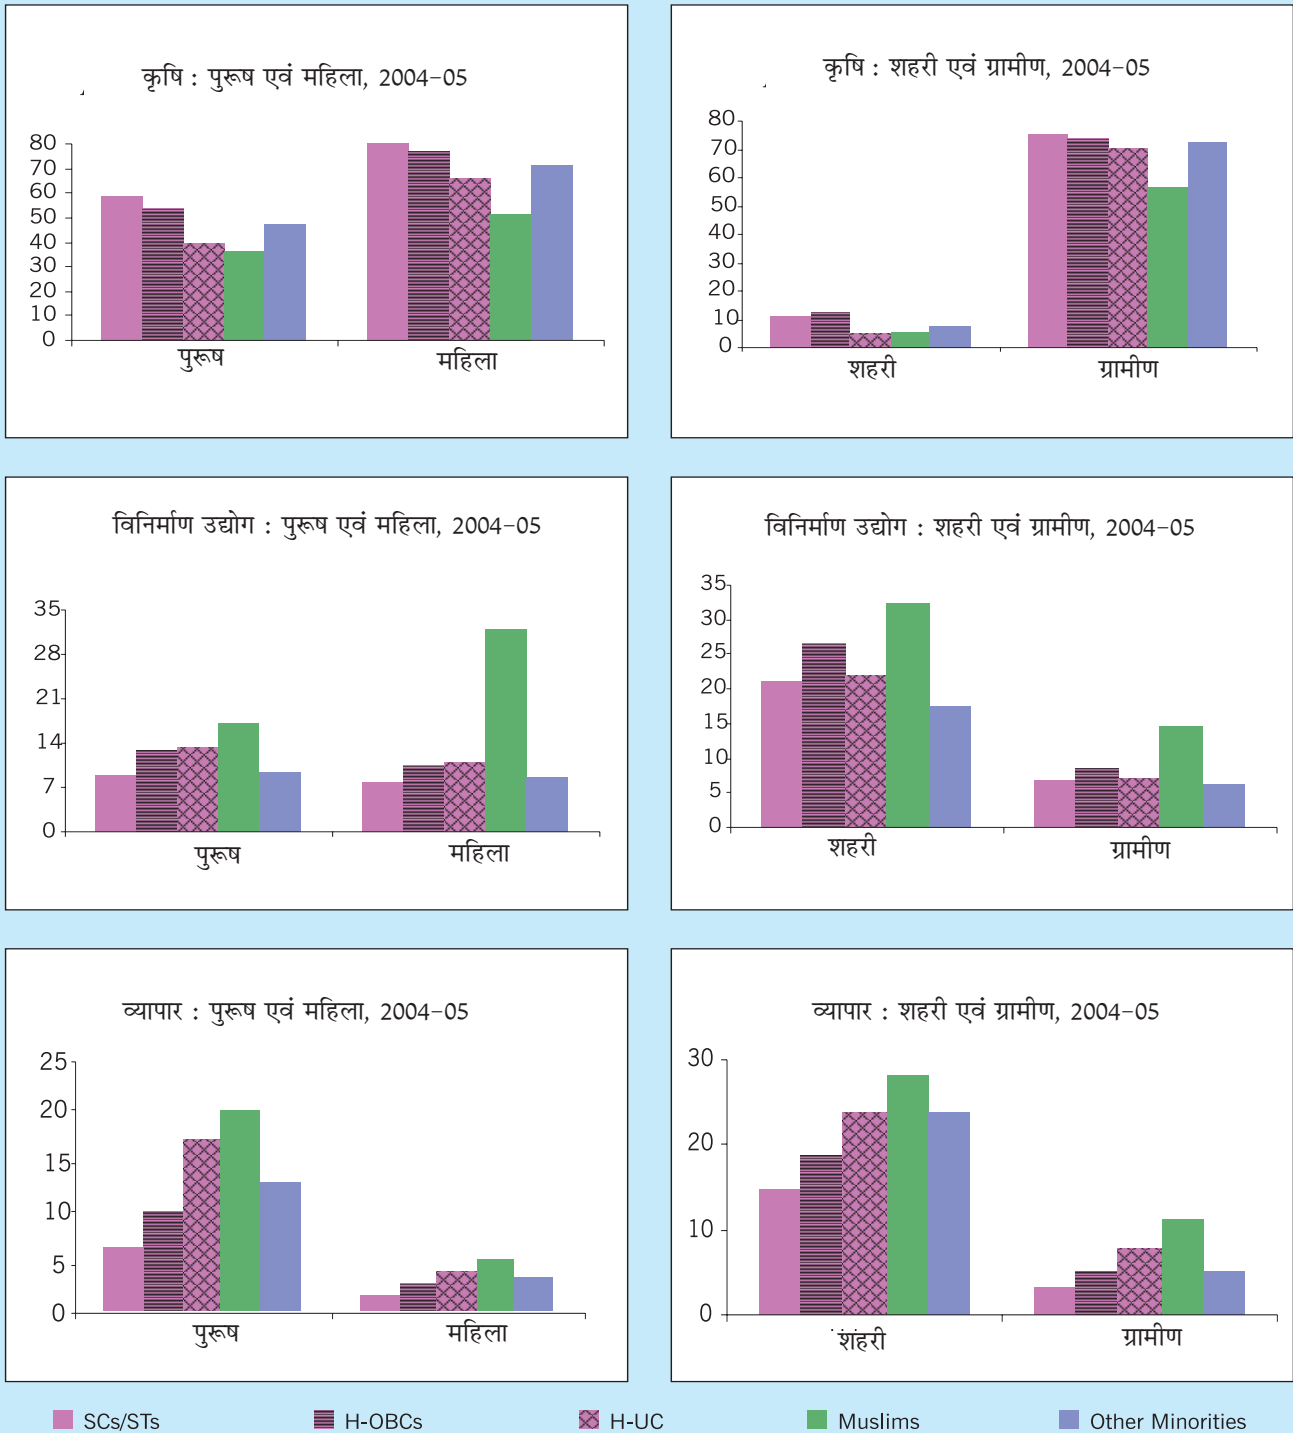 कृषि : पुरूष एवं महिला, 2004-05
80
70
60
50
40
30
20
10
0
पुरूष
महिला
कृषि : शहरी एवं ग्रामीण, 2004-05
80
70
60
50
40
30
20
10
0
शहरी
ग्रामीण
विनिर्माण उद्योग : पुरूष एवं महिला, 2004-05
35
28
21
14
7
0
पुरूष
महिला
विनिर्माण उद्योग : शहरी एवं ग्रामीण, 2004-05
35
30
25
20
15
10
5
0
शहरी
ग्रामीण
व्यापार : पुरूष एवं महिला, 2004-05
25
20
15
10
5
0
पुरूष
महिला
व्यापार : शहरी एवं ग्रामीण, 2004-05
30
20
10
0
शहरी
ग्रामीण
SCs/STs H-OBCs H-UC Muslims Other Minorities